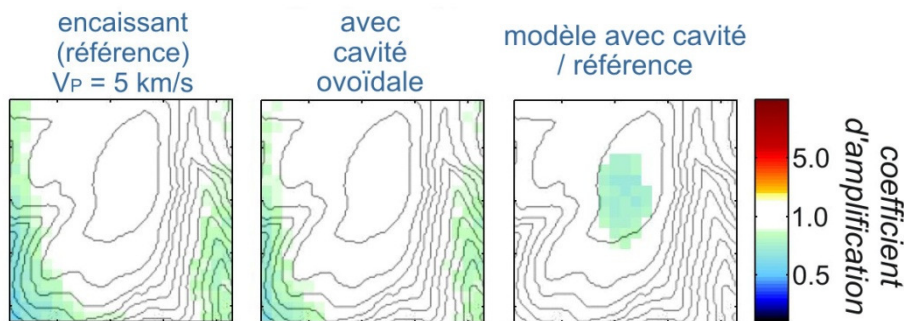 encaissant
(référence)
VP = 5 km/s
avec
cavité
ovoïdale
modèle avec cavité
/ référence
5.0
1.0
0.5
coefficient
d'amplification